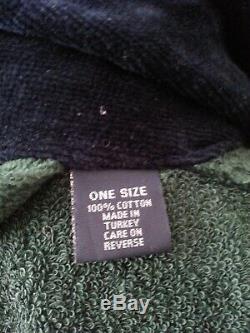 ONE SIZE
100% COTTON
MADE IN
TURKEY
CARE ON
REVERSE